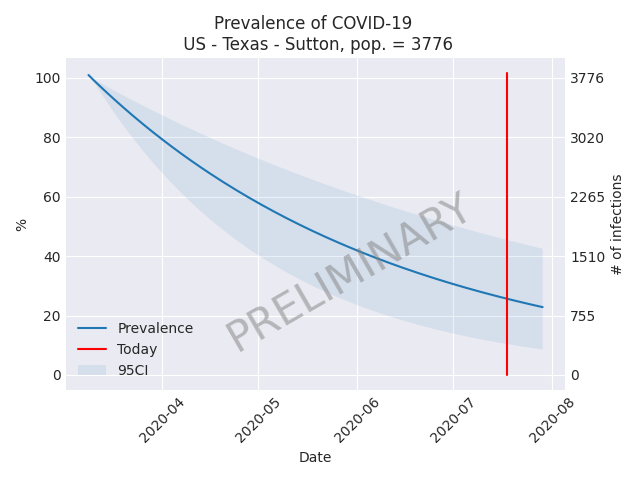 Prevalence of COVID-19
US - Texas - Sutton, pop. = 3776
100
80
60
40
20
0
%
3776
3020
2265
1510
755
0
# of infections
PRELIMINARY
Prevalence
Today
95CI
2020-04
2020-05
2020-06
2020-07
2020-08
Date